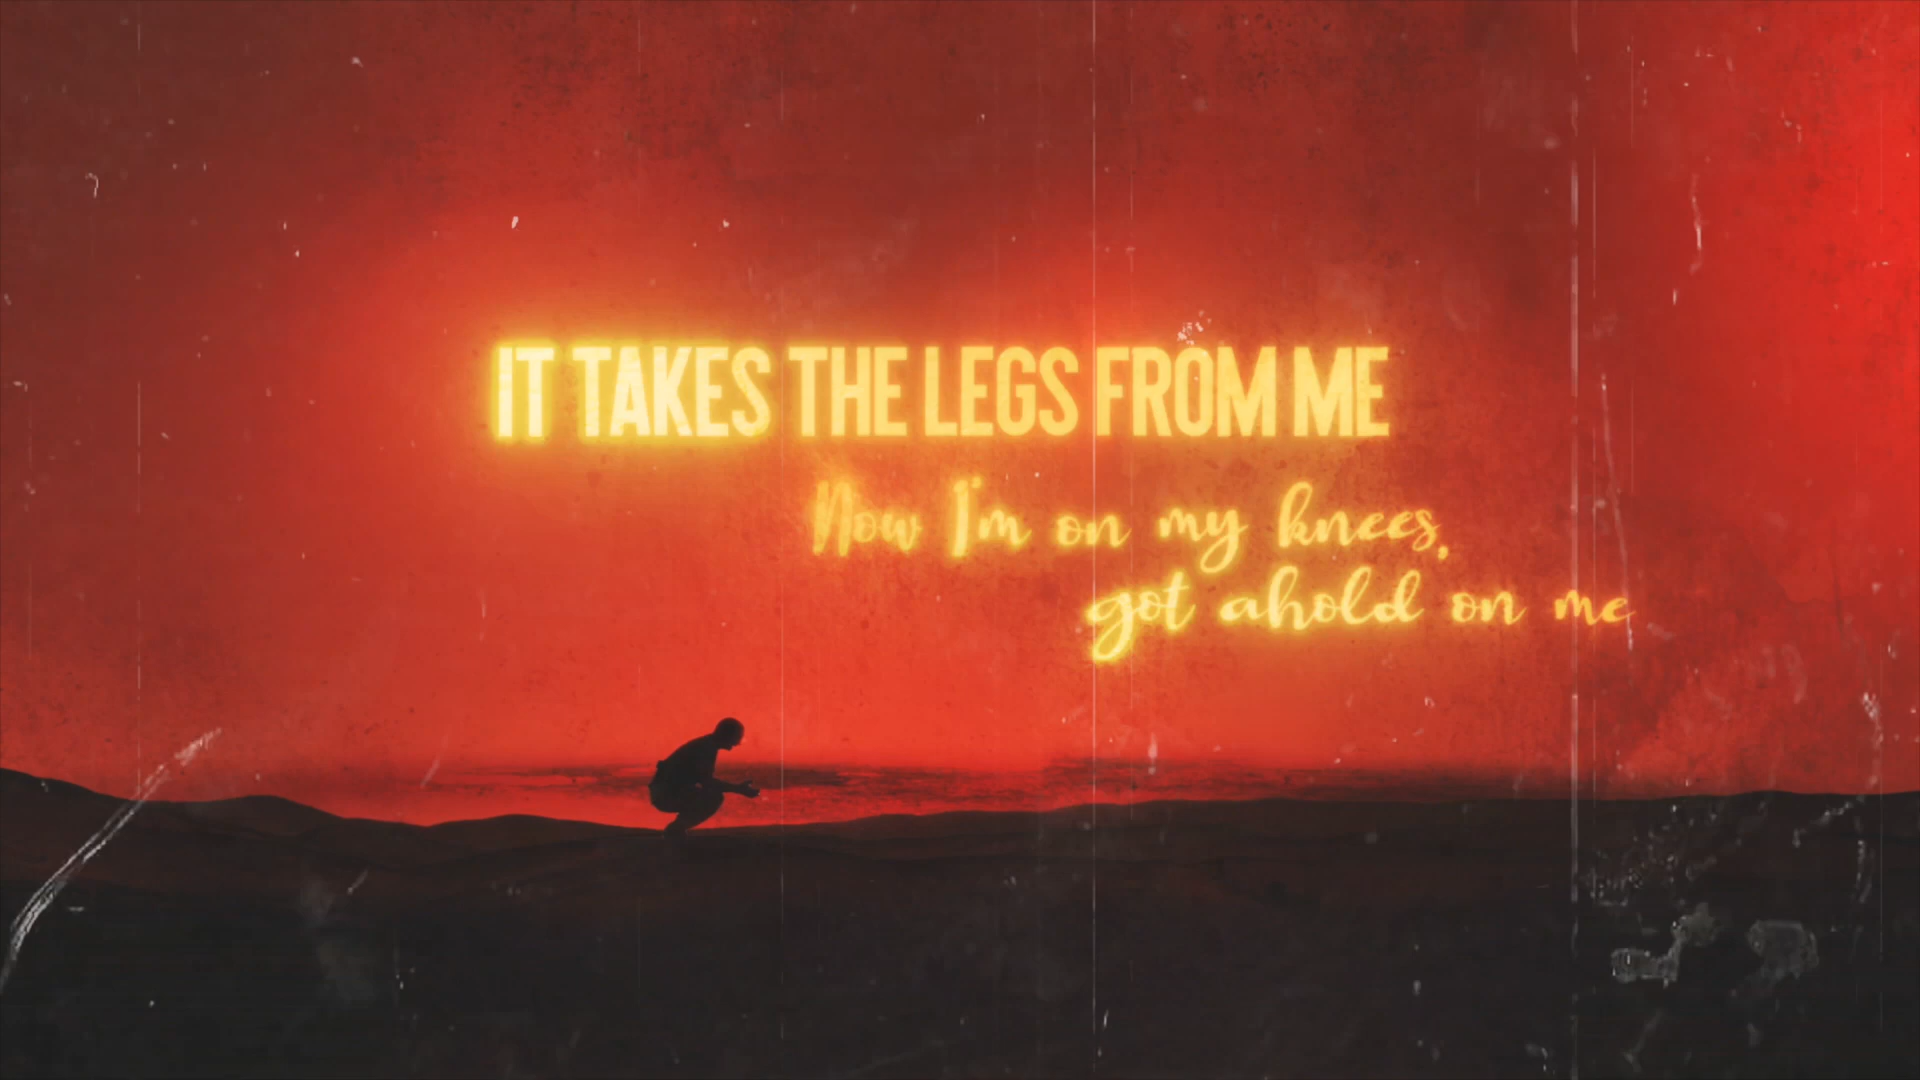 IT TAKES THE LEGS FROM ME
Now I'm on my knees,
got ahold on me